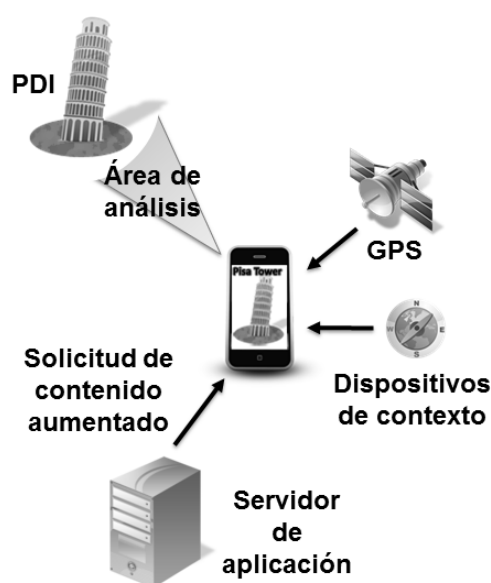 PDI
Área de
análisis
GPS
Pisa Tower
N
W
E
S
Dispositivos
de contexto
Solicitud de
contenido
aumentado
Servidor
de
aplicación